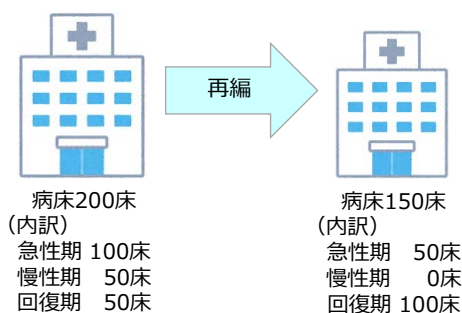 再編
病床200床
(内訳)
急性期 100床
慢性期 50床
回復期 50床
病床150床
(内訳)
急性期 50床
慢性期 0床
回復期 100床